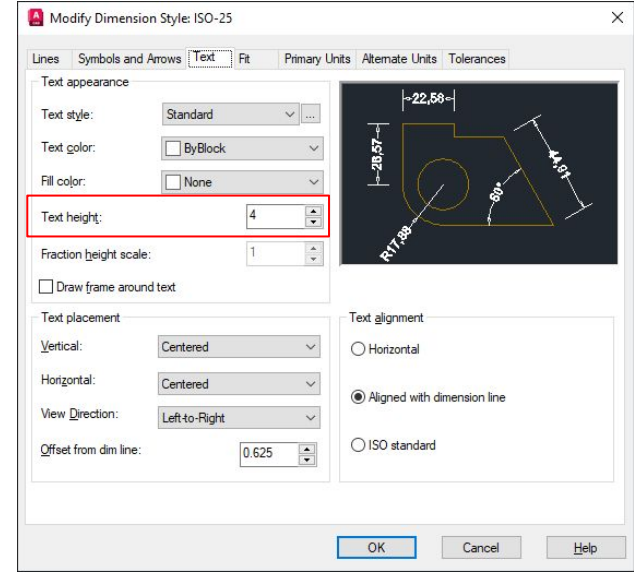 Modify Dimension Style: ISO-25
Lines Symbols and Arrows Text Fit Primary Units Alternate Units Tolerances
Text appearance
Text style: Standard ...
Text color: ByBlock
Fill color: None
Text height: 4
Fraction height scale: 1
Draw frame around text
22,58
28,57
44,91
60°
R17,88
Text placement
Vertical: Centered
Horizontal: Centered
View Direction: Left-to-Right
Offset from dim line: 0.625
Text alignment
Horizontal
Aligned with dimension line
ISO standard
OK Cancel Help